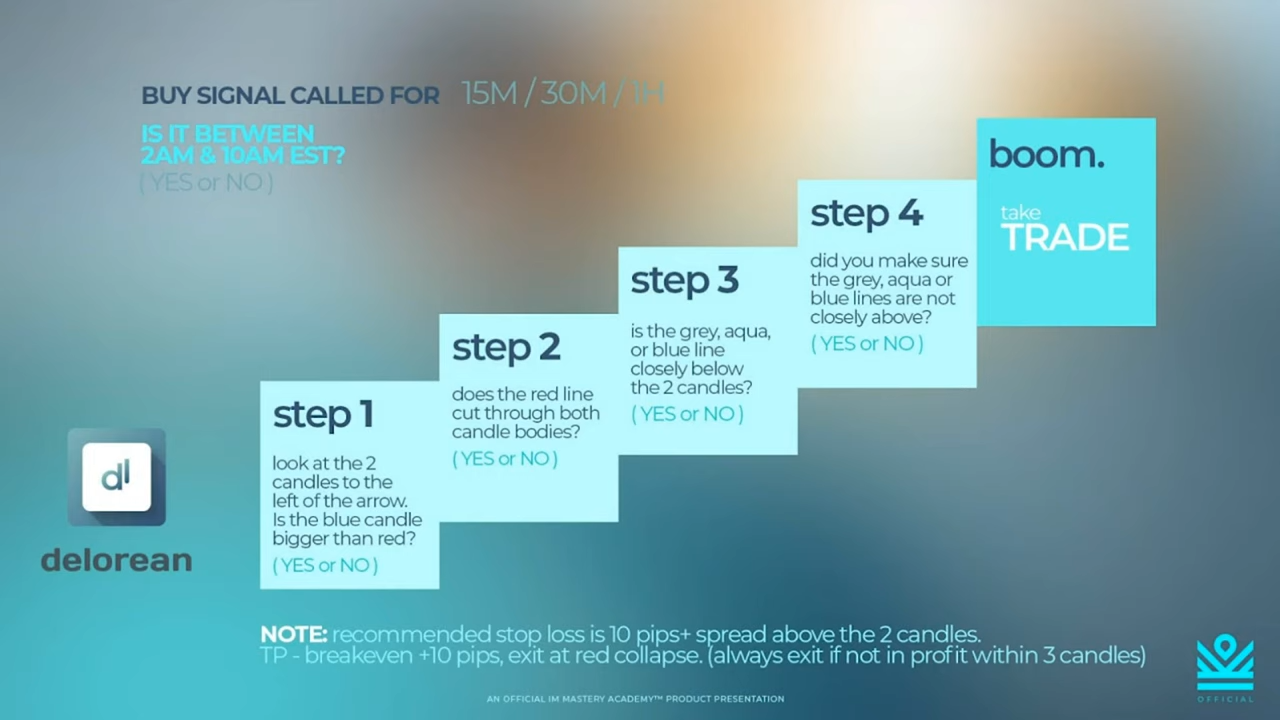 BUY SIGNAL CALLED FOR 15M / 30M / 1H
IS IT BETWEEN
2AM & 10AM EST?
( YES or NO )
boom.
take
TRADE
step 4
did you make sure
the grey, aqua or
blue lines are not
closely above?
( YES or NO )
step 3
is the grey, aqua,
or blue line
closely below
the 2 candles?
( YES or NO )
step 2
does the red line
cut through both
candle bodies?
( YES or NO )
step 1
look at the 2
candles to the
left of the arrow.
Is the blue candle
bigger than red?
( YES or NO )
dl
delorean
NOTE: recommended stop loss is 10 pips+ spread above the 2 candles.
TP - breakeven +10 pips, exit at red collapse. (always exit if not in profit within 3 candles)
AN OFFICIAL IM MASTERY ACADEMY™ PRODUCT PRESENTATION
OFFICIAL